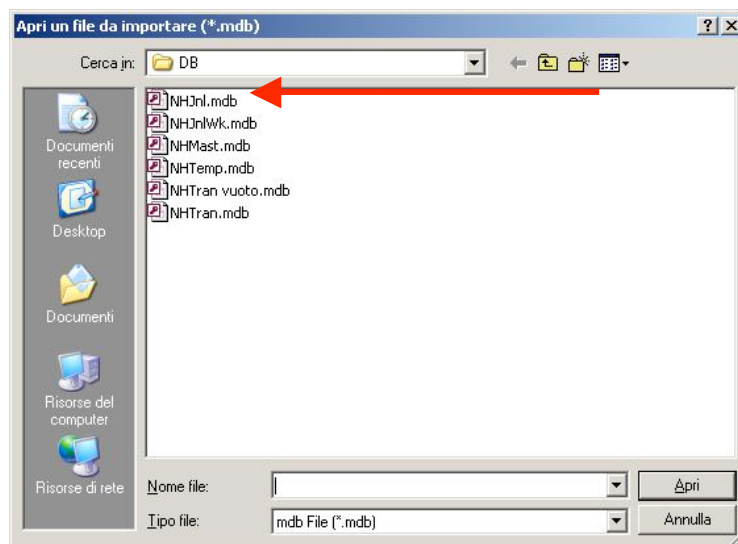 Apri un file da importare (*.mdb)
Cerca in: DB
NHJnl.mdb
NHJnlWk.mdb
NHMast.mdb
NHTemp.mdb
NHTran vuoto.mdb
NHTran.mdb
Documenti
recenti
Desktop
Documenti
Risorse del
computer
Risorse di rete
Nome file:
Apri
Tipo file: mdb File (*.mdb)
Annulla